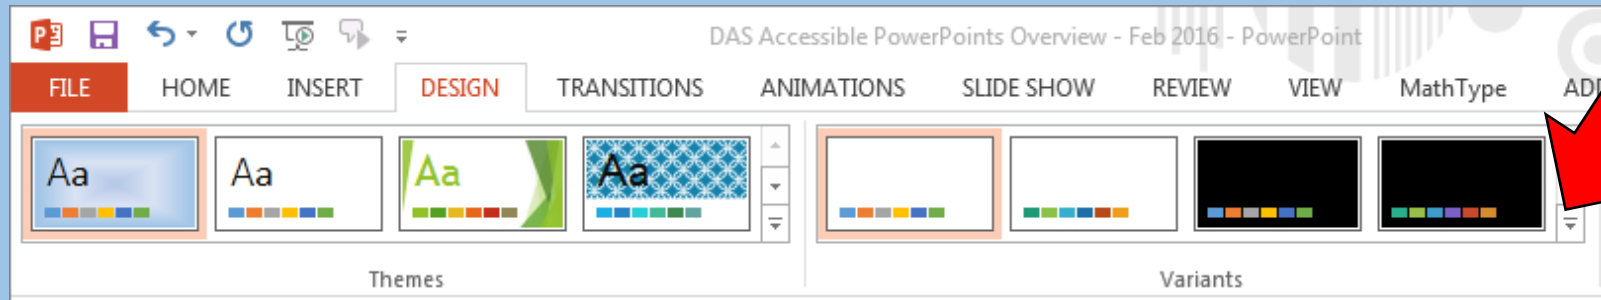 DAS Accessible PowerPoints Overview - Feb 2016 - PowerPoint
FILE HOME INSERT DESIGN TRANSITIONS ANIMATIONS SLIDE SHOW REVIEW VIEW MathType
Aa Aa Aa Aa
Themes Variants